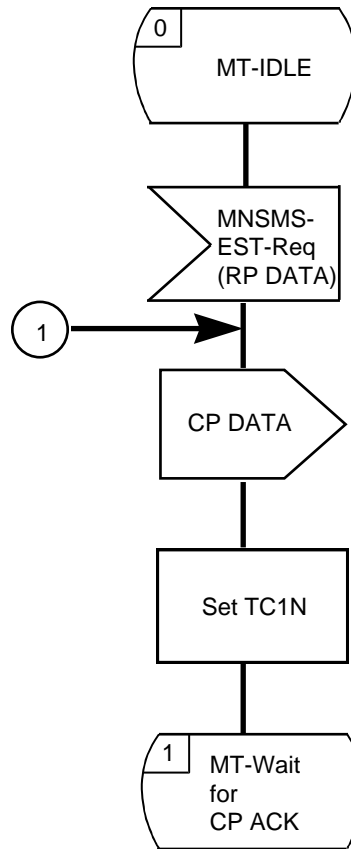 0
MT-IDLE
MNSMS-
EST-Req
(RP DATA)
1
CP DATA
Set TC1N
1
MT-Wait
for
CP ACK